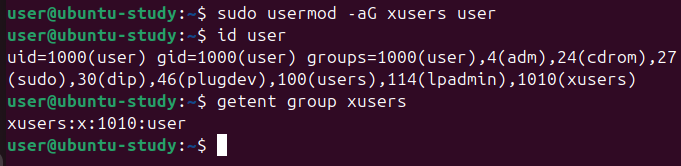 user@ubuntu-study:~$ sudo usermod -aG xusers user
user@ubuntu-study:~$ id user
uid=1000(user) gid=1000(user) groups=1000(user),4(adm),24(cdrom),27
(sudo),30(dip),46(plugdev),100(users),114(lpadmin),1010(xusers)
user@ubuntu-study:~$ getent group xusers
xusers:x:1010:user
user@ubuntu-study:~$